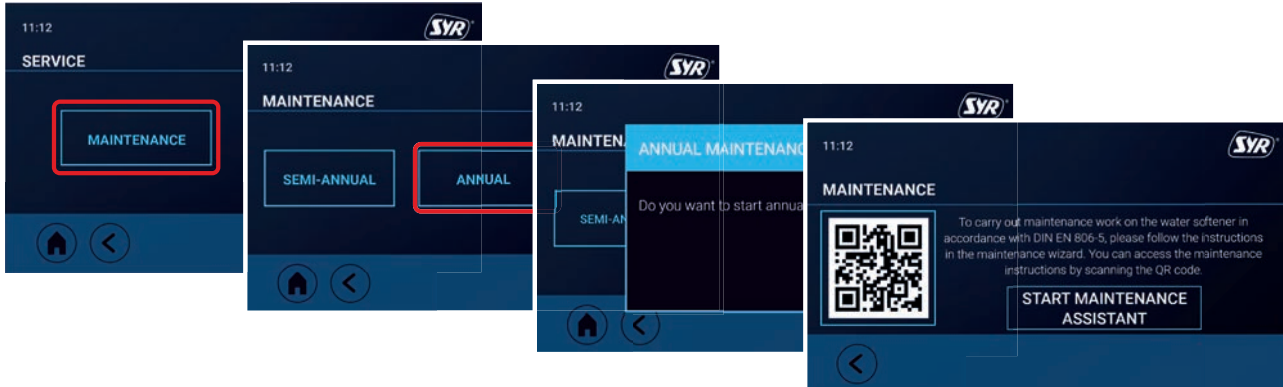 11:12
SYR
SERVICE
MAINTENANCE
11:12
SYR
MAINTENANCE
SEMI-ANNUAL
ANNUAL
11:12
SYR
MAINTEN
ANNUAL MAINTENANC
Do you want to start annua
SEMI-AN
11:12
SYR
MAINTENANCE
To carry out maintenance work on the water softener in
accordance with DIN EN 806-5, please follow the instructions
in the maintenance wizard. You can access the maintenance
instructions by scanning the QR code.
START MAINTENANCE
ASSISTANT